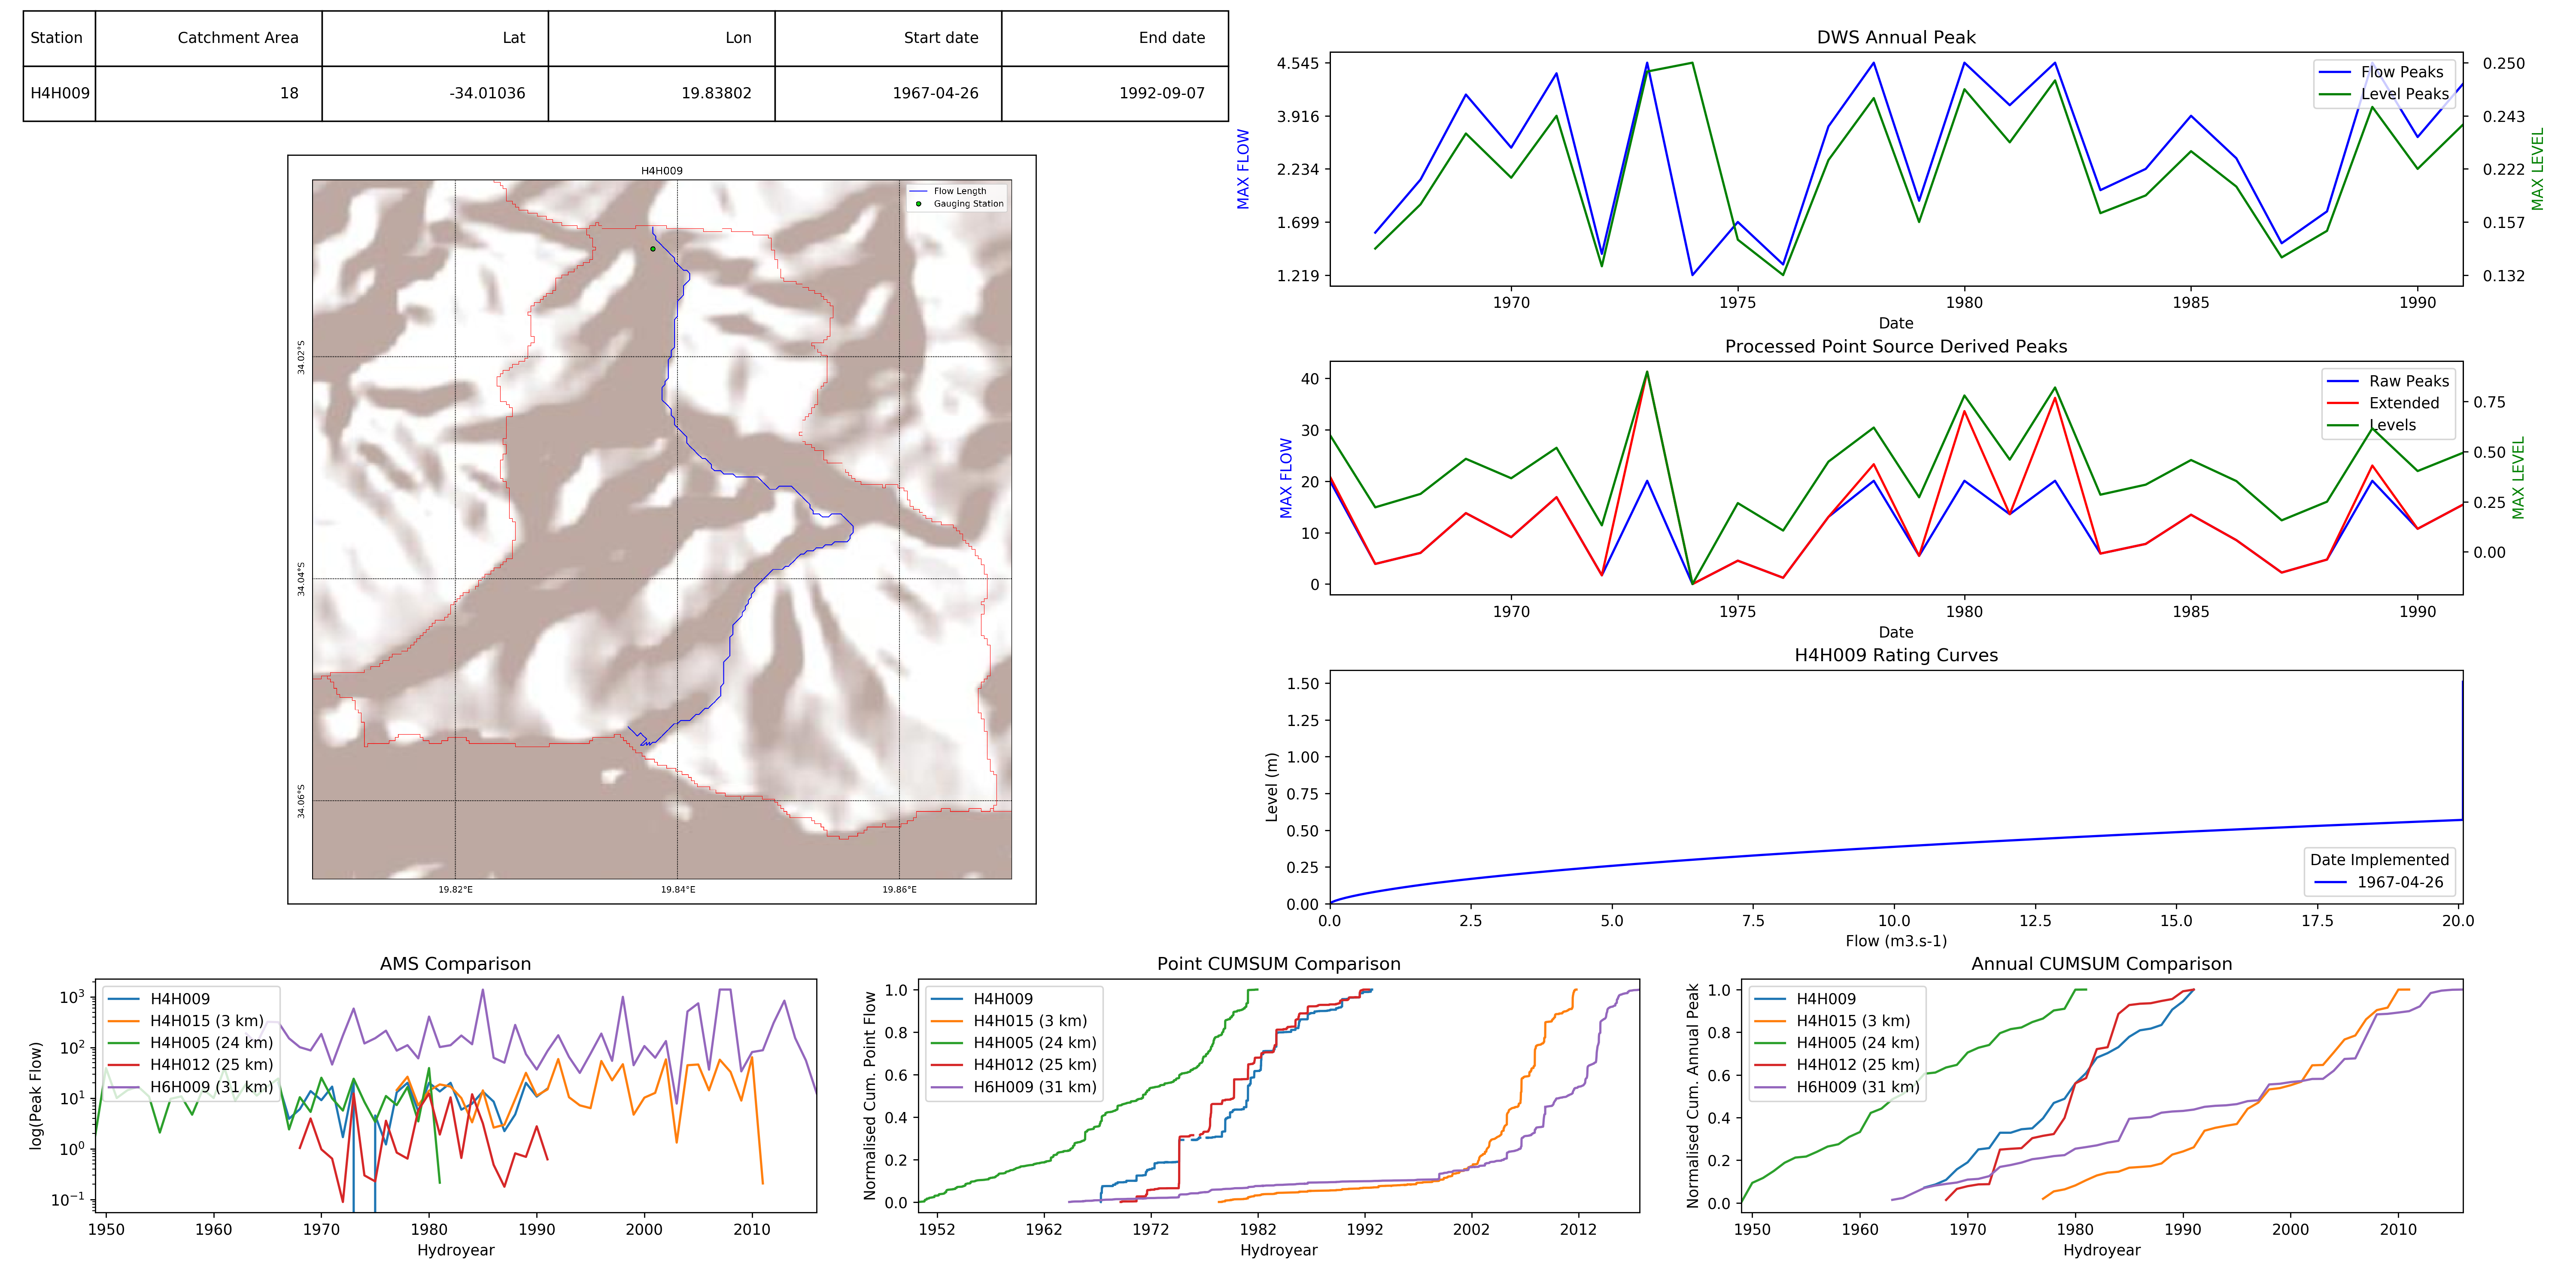 Station Catchment Area Lat Lon Start date End date
H4H009 18 -34.01036 19.83802 1967-04-26 1992-09-07
H4H009
Flow Length
Gauging Station
34.02°S
34.04°S
34.06°S
19.82°E 19.84°E 19.86°E
DWS Annual Peak
MAX FLOW
4.545
3.916
2.234
1.699
1.219
Flow Peaks
Level Peaks
0.250
0.243
0.222
0.157
0.132
MAX LEVEL
1970 1975 1980 1985 1990
Date
Processed Point Source Derived Peaks
MAX FLOW
40
30
20
10
0
Raw Peaks
Extended
Levels
0.75
0.50
0.25
0.00
MAX LEVEL
1970 1975 1980 1985 1990
Date
H4H009 Rating Curves
Level (m)
1.50
1.25
1.00
0.75
0.50
0.25
0.00
Date Implemented
1967-04-26
0.0 2.5 5.0 7.5 10.0 12.5 15.0 17.5 20.0
Flow (m3.s-1)
AMS Comparison
log(Peak Flow)
10³
10²
10¹
10⁰
10⁻¹
H4H009
H4H015 (3 km)
H4H005 (24 km)
H4H012 (25 km)
H6H009 (31 km)
1950 1960 1970 1980 1990 2000 2010
Hydroyear
Point CUMSUM Comparison
Normalised Cum. Point Flow
1.0
0.8
0.6
0.4
0.2
0.0
H4H009
H4H015 (3 km)
H4H005 (24 km)
H4H012 (25 km)
H6H009 (31 km)
1952 1962 1972 1982 1992 2002 2012
Hydroyear
Annual CUMSUM Comparison
Normalised Cum. Annual Peak
1.0
0.8
0.6
0.4
0.2
0.0
H4H009
H4H015 (3 km)
H4H005 (24 km)
H4H012 (25 km)
H6H009 (31 km)
1950 1960 1970 1980 1990 2000 2010
Hydroyear